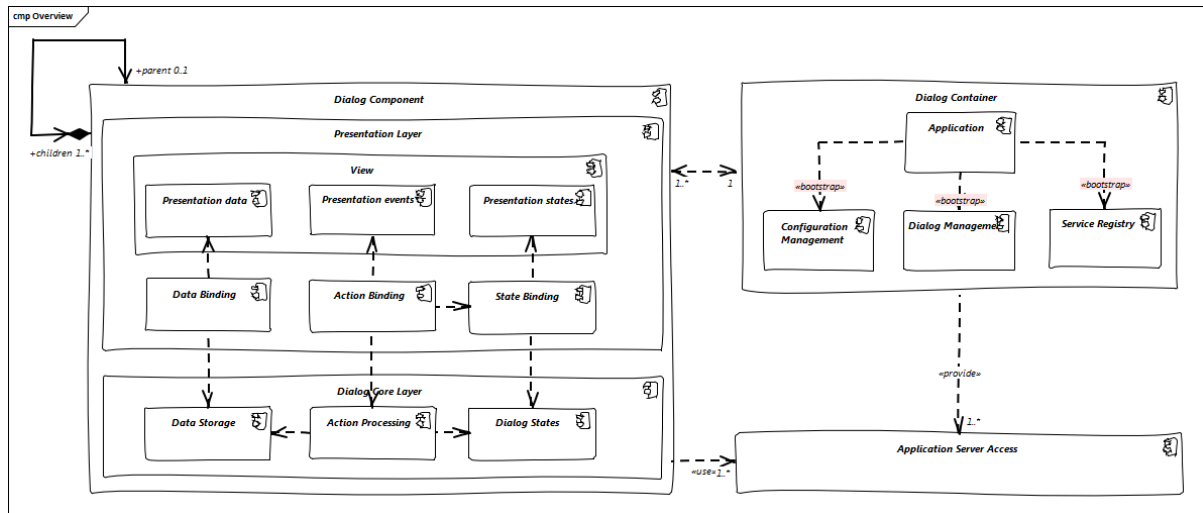 cmp Overview
+parent 0..1
+children 1..*
Dialog Component
Presentation Layer
View
Presentation data
Presentation events
Presentation states
Data Binding
Action Binding
State Binding
Dialog Core Layer
Data Storage
Action Processing
Dialog States
1..*
1
Dialog Container
Application
«bootstrap»
«bootstrap»
«bootstrap»
Configuration
Management
Dialog Management
Service Registry
«provide»
1..*
«use»
1..*
Application Server Access